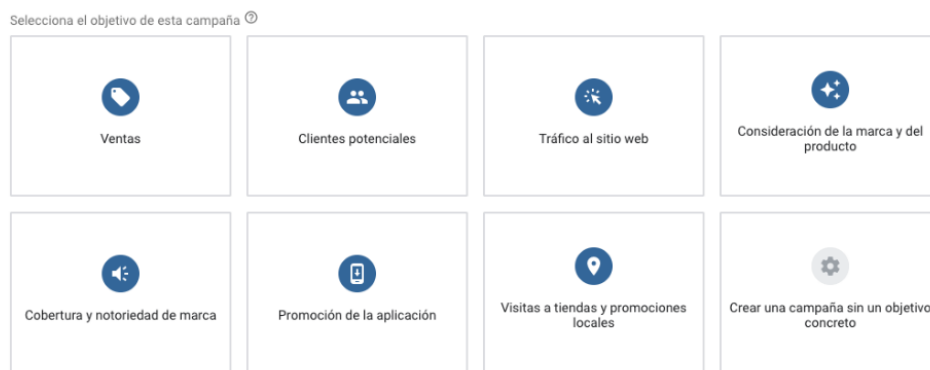 Selecciona el objetivo de esta campaña
Ventas
Clientes potenciales
Tráfico al sitio web
Consideración de la marca y del
producto
Cobertura y notoriedad de marca
Promoción de la aplicación
Visitas a tiendas y promociones
locales
Crear una campaña sin un objetivo
concreto